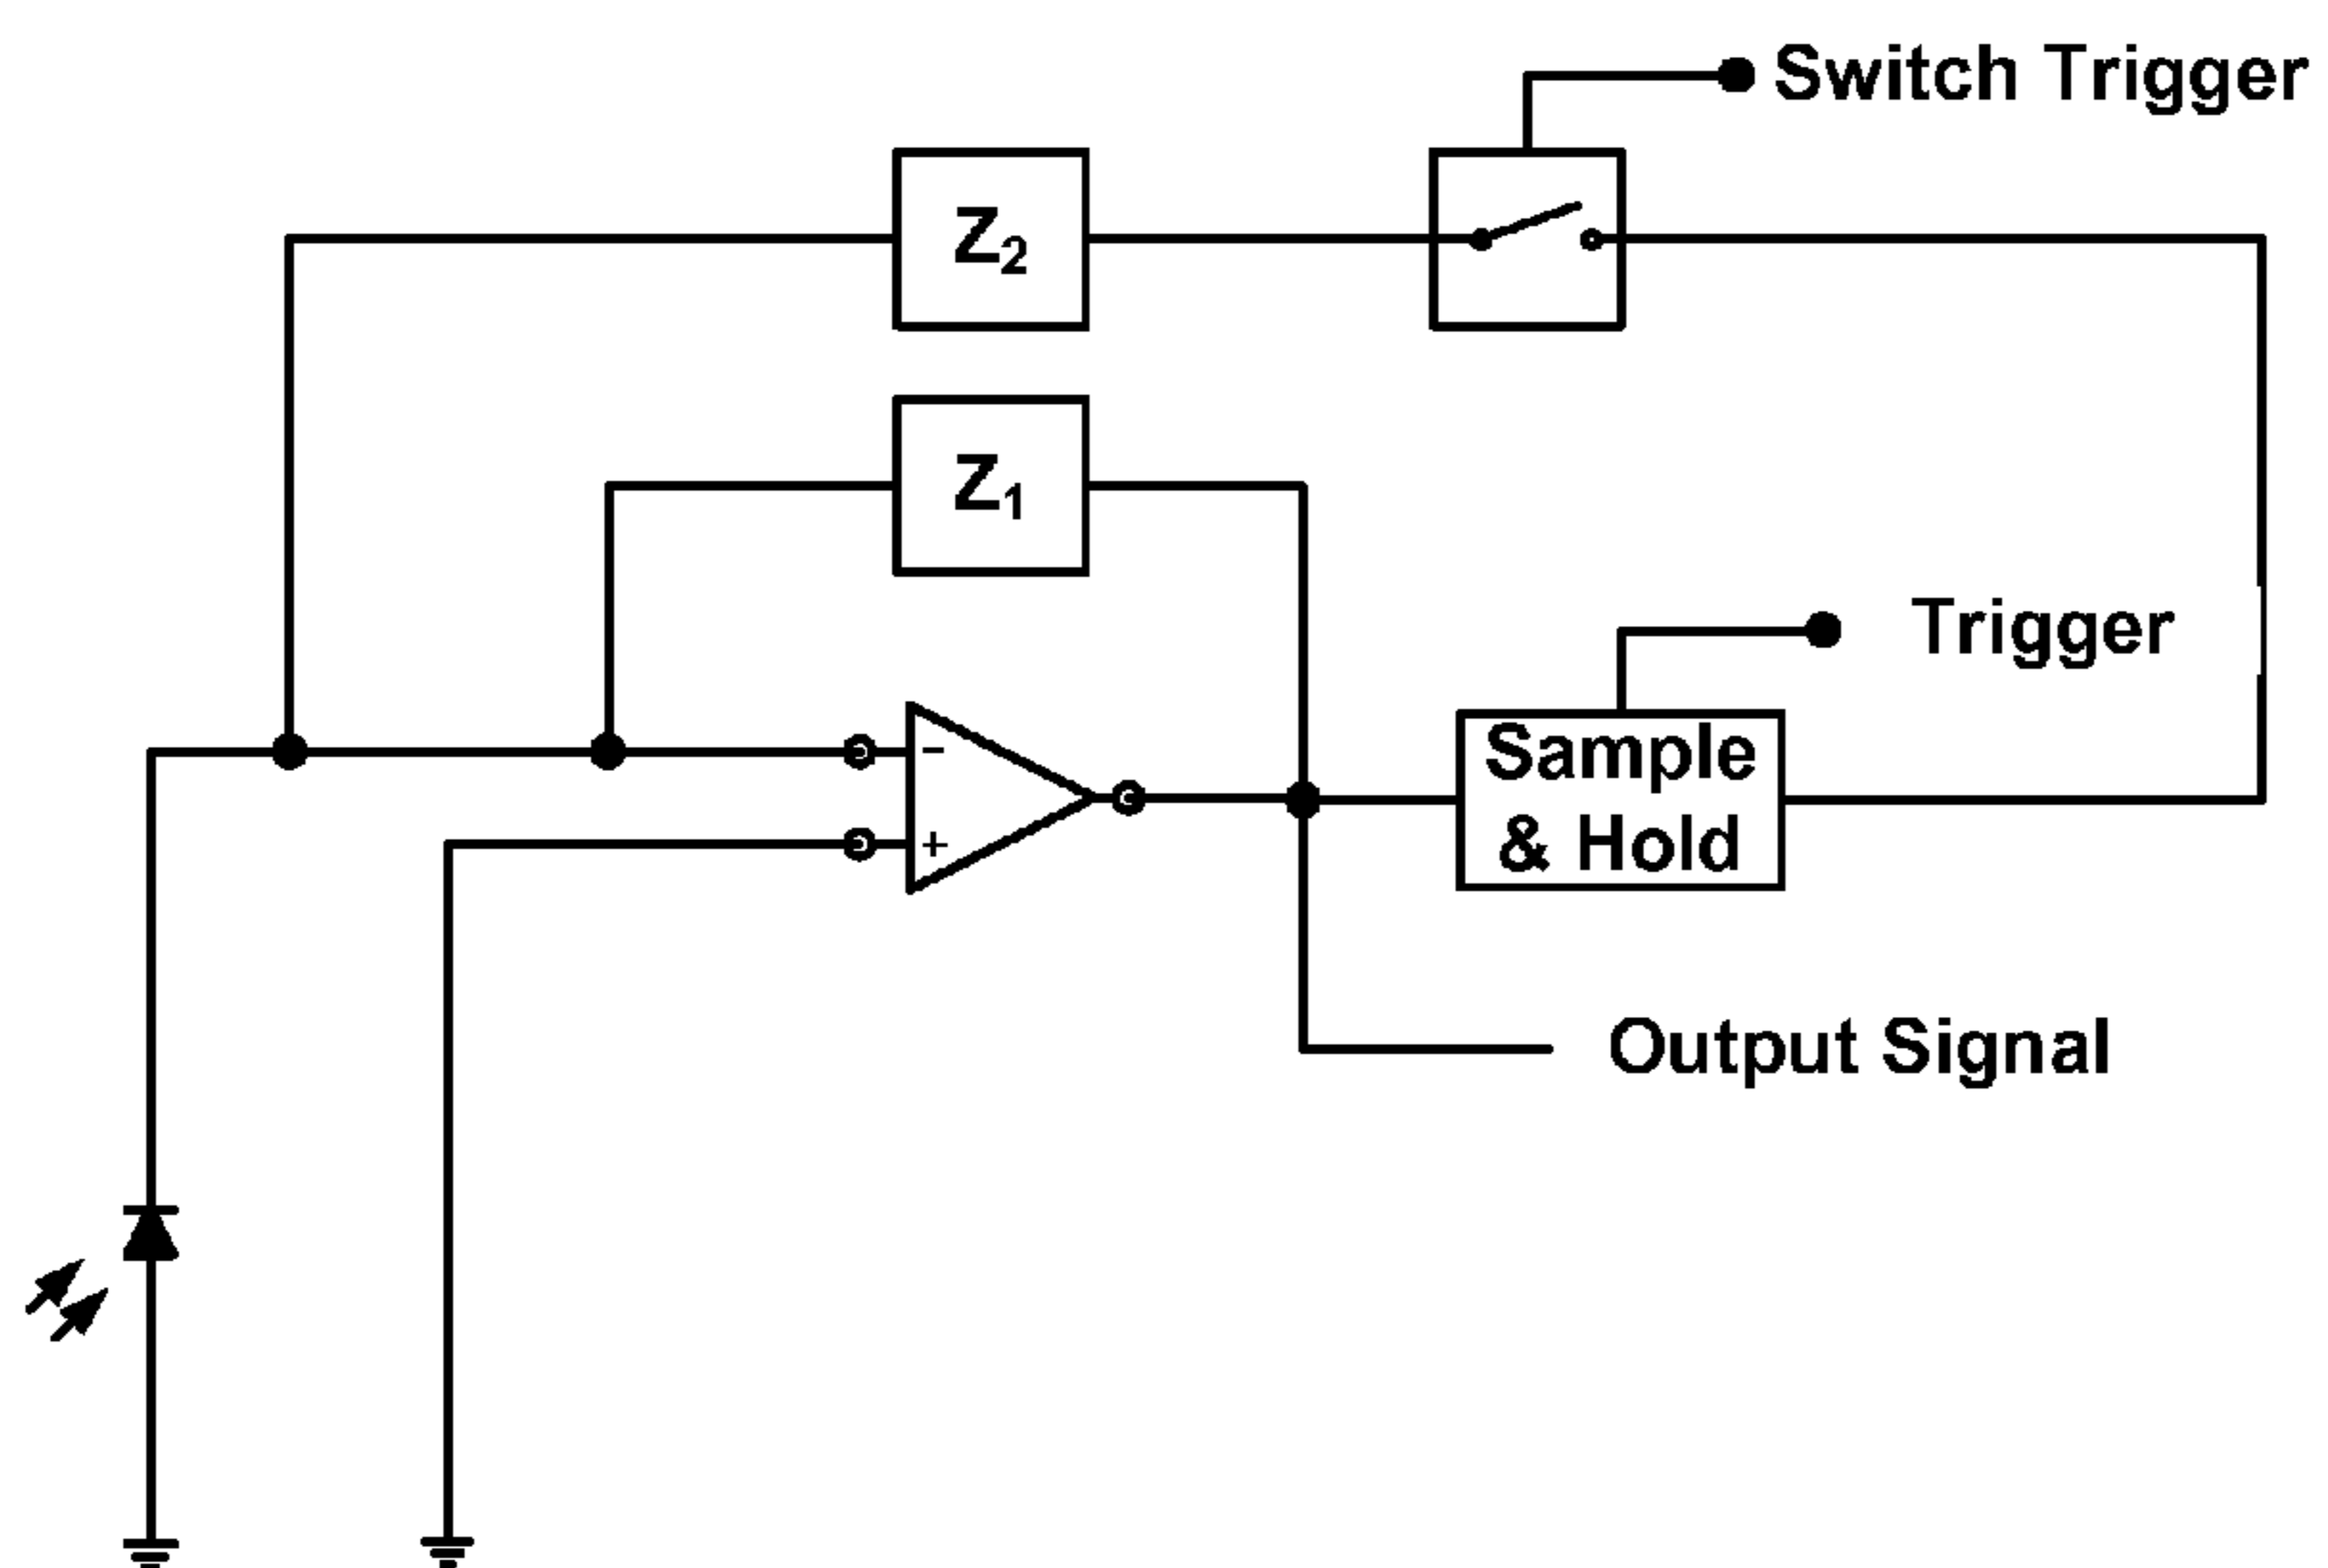 Switch Trigger
Z₂
Z₁
Trigger
-
Sample
+
& Hold
Output Signal